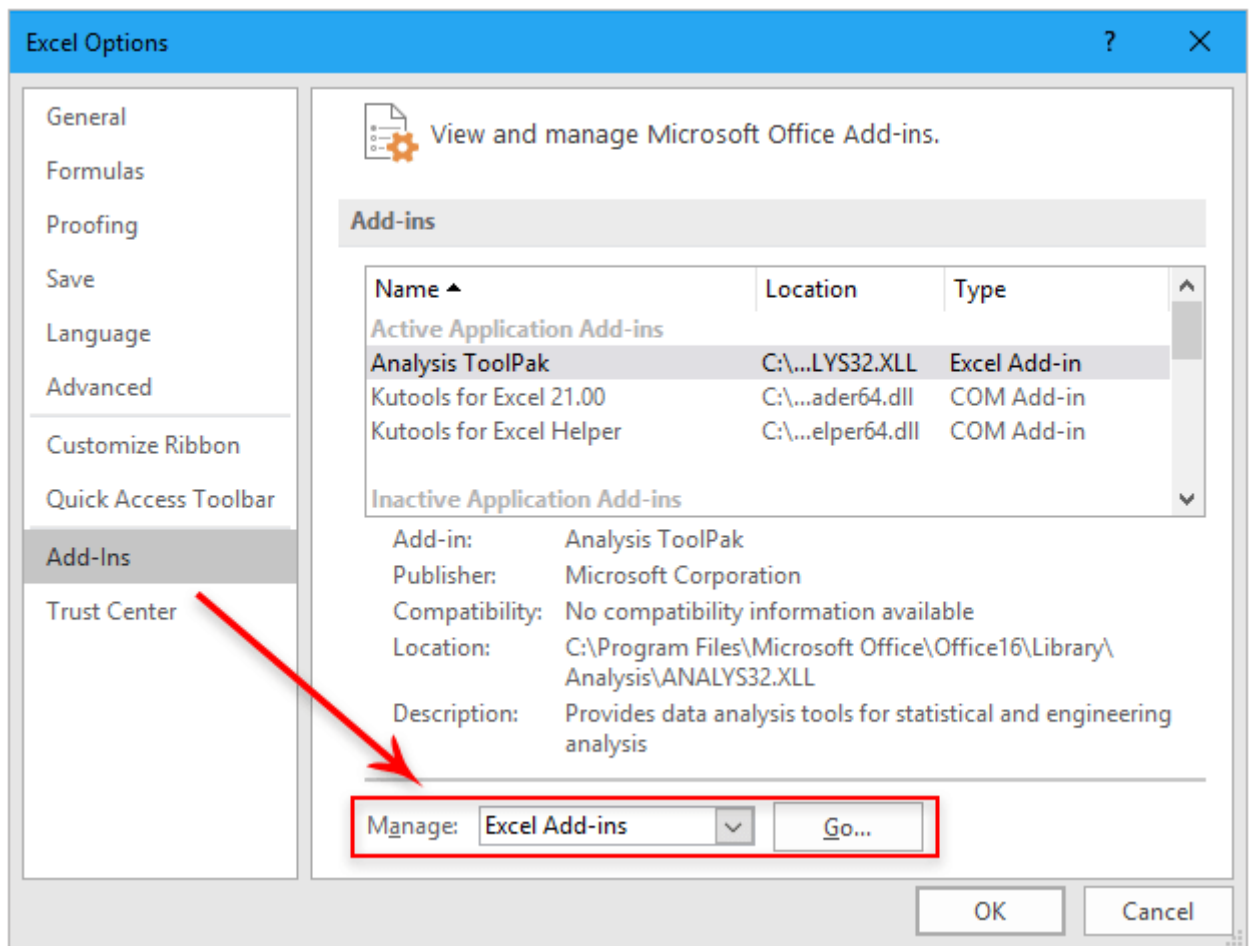 Excel Options ?
General
Formulas
Proofing
Save
Language
Advanced
Customize Ribbon
Quick Access Toolbar
Add-Ins
Trust Center
View and manage Microsoft Office Add-ins.
Add-ins
Name Location Type
Active Application Add-ins
Analysis ToolPak C:\...LYS32.XLL Excel Add-in
Kutools for Excel 21.00 C:\...ader64.dll COM Add-in
Kutools for Excel Helper C:\...elper64.dll COM Add-in
Inactive Application Add-ins
Add-in: Analysis ToolPak
Publisher: Microsoft Corporation
Compatibility: No compatibility information available
Location: C:\Program Files\Microsoft Office\Office16\Library\
Analysis\ANALYS32.XLL
Description: Provides data analysis tools for statistical and engineering
analysis
Manage: Excel Add-ins Go...
OK Cancel